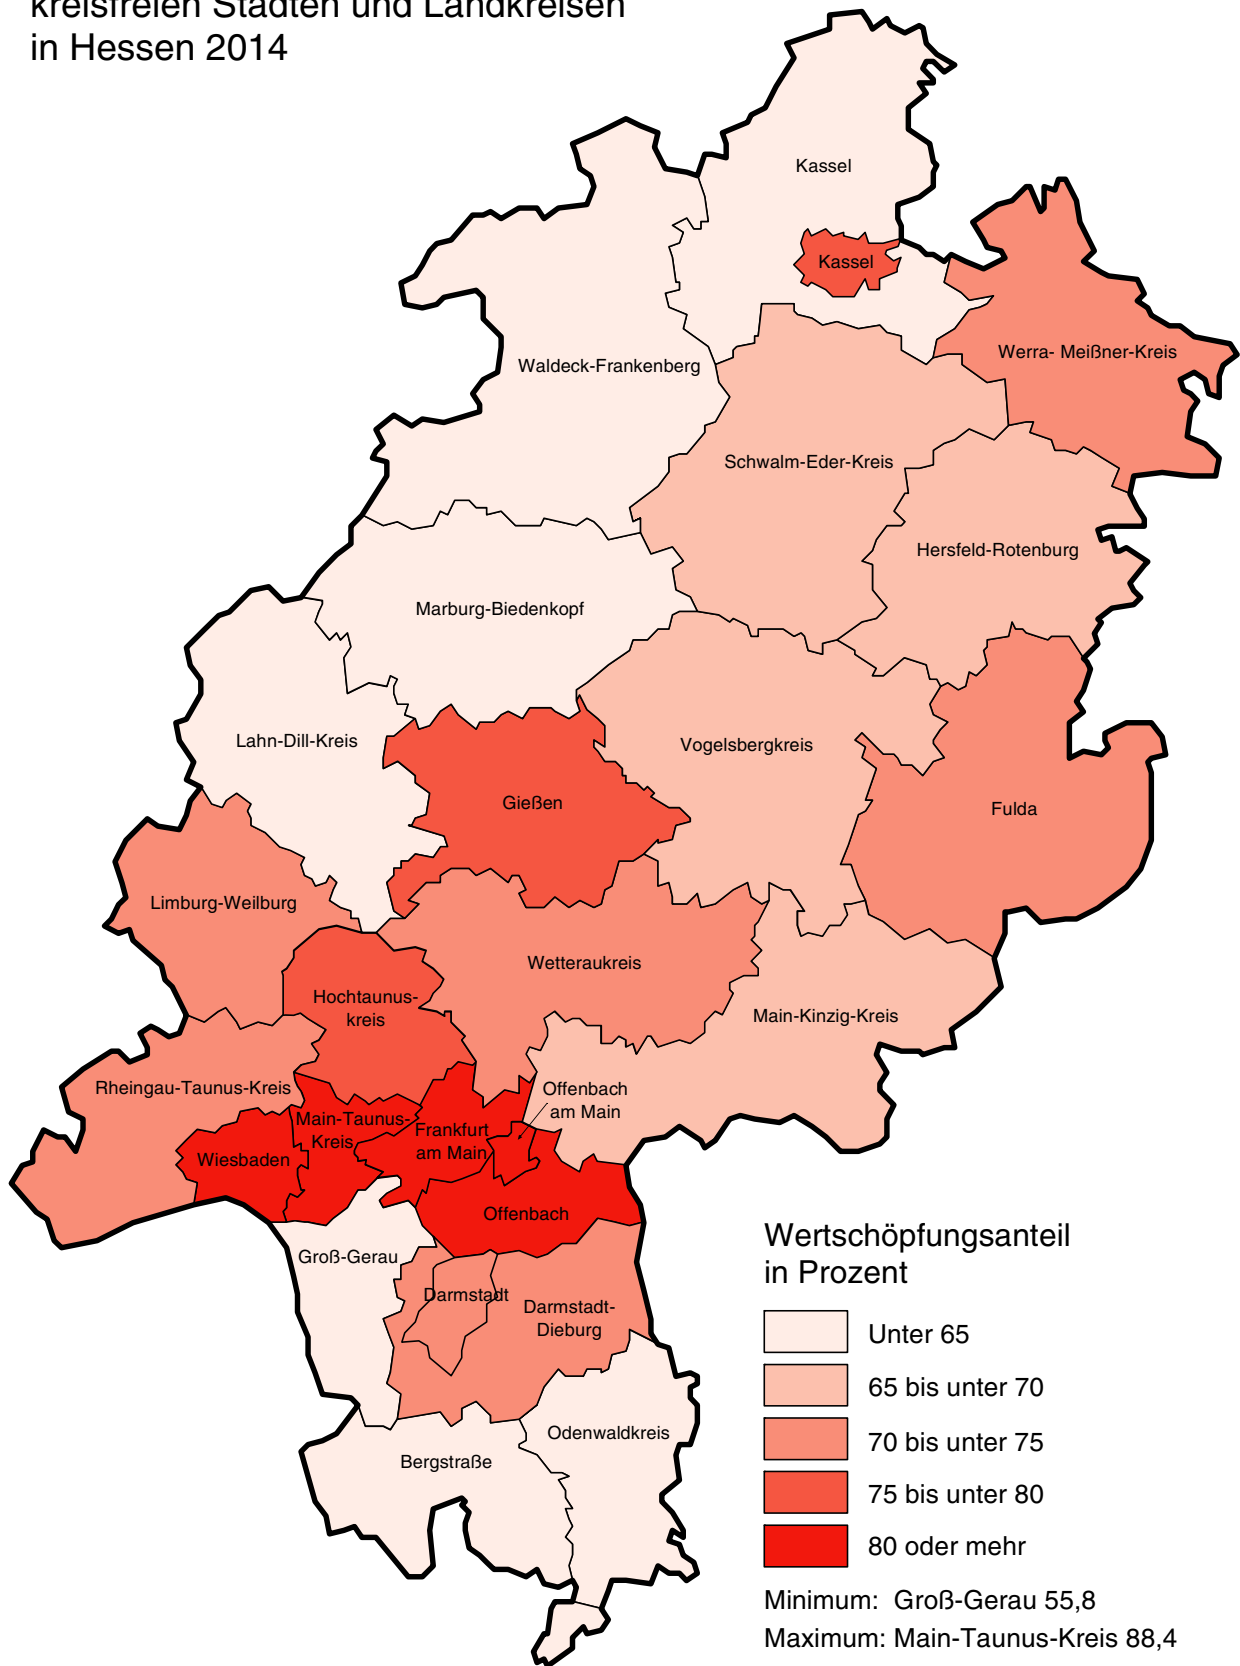 kreisfreien Städten und Landkreisen
in Hessen 2014
Kassel
Kassel
Werra- Meißner-Kreis
Waldeck-Frankenberg
Schwalm-Eder-Kreis
Hersfeld-Rotenburg
Marburg-Biedenkopf
Lahn-Dill-Kreis
Vogelsbergkreis
Gießen
Fulda
Limburg-Weilburg
Wetteraukreis
Hochtaunus-
kreis
Main-Kinzig-Kreis
Rheingau-Taunus-Kreis
Offenbach
am Main
Main-Taunus-
Kreis
Frankfurt
am Main
Wiesbaden
Offenbach
Groß-Gerau
Darmstadt
Darmstadt-
Dieburg
Odenwaldkreis
Bergstraße
Wertschöpfungsanteil
in Prozent
Unter 65
65 bis unter 70
70 bis unter 75
75 bis unter 80
80 oder mehr
Minimum: Groß-Gerau 55,8
Maximum: Main-Taunus-Kreis 88,4